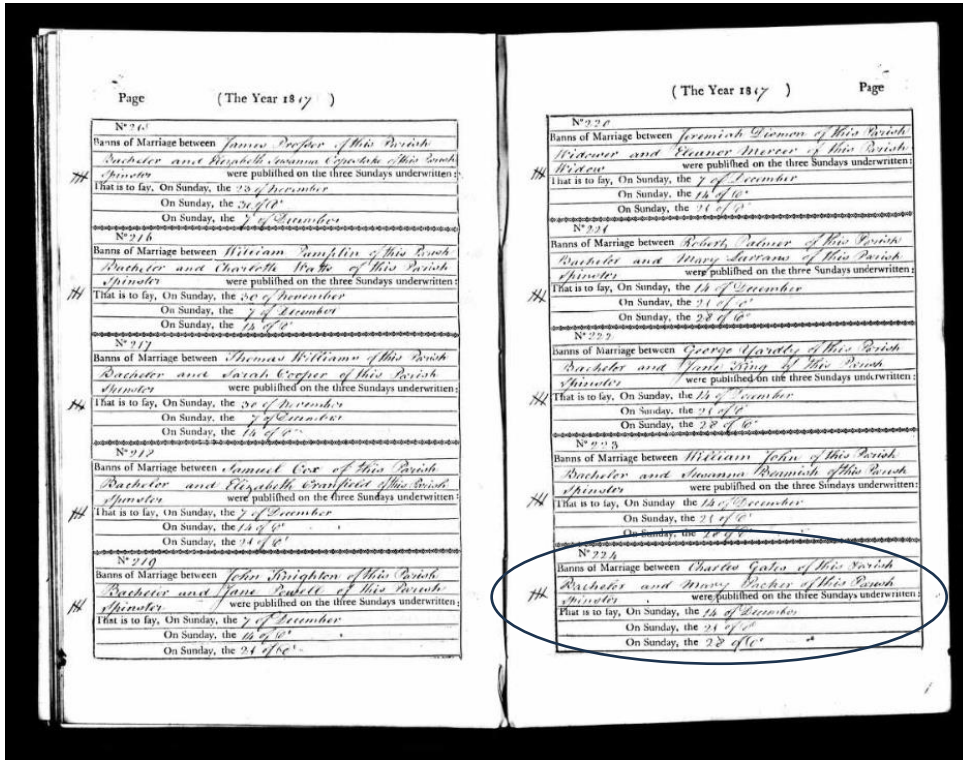 Page (The Year 1817)
Nº 215
Banns of Marriage between James Prosser of this Parish
Bachelor and Elizabeth Susanna Copestake of this Parish
Spinster were publiſhed on the three Sundays underwritten:
That is to ſay, On Sunday, the 23 of November
On Sunday, the 30 of Dº
On Sunday, the 7 of December
Nº 216
Banns of Marriage between William Pamplin of this Parish
Bachelor and Charlotte Watts of this Parish
Spinster were publiſhed on the three Sundays underwritten:
That is to ſay, On Sunday, the 30 of November
On Sunday, the 7 of December
On Sunday, the 14 of Dº
Nº 217
Banns of Marriage between Thomas Williams of this Parish
Bachelor and Sarah Cooper of this Parish
Spinster were publiſhed on the three Sundays underwritten:
That is to ſay, On Sunday, the 30 of November
On Sunday, the 7 of December
On Sunday, the 14 of Dº
Nº 218
Banns of Marriage between Samuel Cox of this Parish
Bachelor and Elizabeth Cranfield of this Parish
Spinster were publiſhed on the three Sundays underwritten:
That is to ſay, On Sunday, the 7 of December
On Sunday, the 14 of Dº
On Sunday, the 21 of Dº
Nº 219
Banns of Marriage between John Knighton of this Parish
Bachelor and Jane Powell of this Parish
Spinster were publiſhed on the three Sundays underwritten:
That is to ſay, On Sunday, the 7 of December
On Sunday, the 14 of Dº
On Sunday, the 21 of Dº
(The Year 1817) Page
Nº 220
Banns of Marriage between Jeremiah Dismon of this Parish
Widower and Eleanor Mercer of this Parish
Widow were publiſhed on the three Sundays underwritten:
That is to ſay, On Sunday, the 7 of December
On Sunday, the 14 of Dº
On Sunday, the 21 of Dº
Nº 221
Banns of Marriage between Robert Palmer of this Parish
Bachelor and Mary Surrans of this Parish
Spinster were publiſhed on the three Sundays underwritten:
That is to ſay, On Sunday, the 14 of December
On Sunday, the 21 of Dº
On Sunday, the 28 of Dº
Nº 222
Banns of Marriage between George Yardly of this Parish
Bachelor and Jane King of this Parish
Spinster were publiſhed on the three Sundays underwritten:
That is to ſay, On Sunday, the 14 of December
On Sunday, the 21 of Dº
On Sunday, the 28 of Dº
Nº 223
Banns of Marriage between William John of this Parish
Bachelor and Susanna Beamish of this Parish
Spinster were publiſhed on the three Sundays underwritten:
That is to ſay, On Sunday the 14 of December
On Sunday, the 21 of Dº
On Sunday, the 28 of Dº
Nº 224
Banns of Marriage between Charles Gates of this Parish
Bachelor and Mary Packer of this Parish
Spinster were publiſhed on the three Sundays underwritten:
That is to ſay, On Sunday, the 14 of December
On Sunday, the 21 of Dº
On Sunday, the 28 of Dº